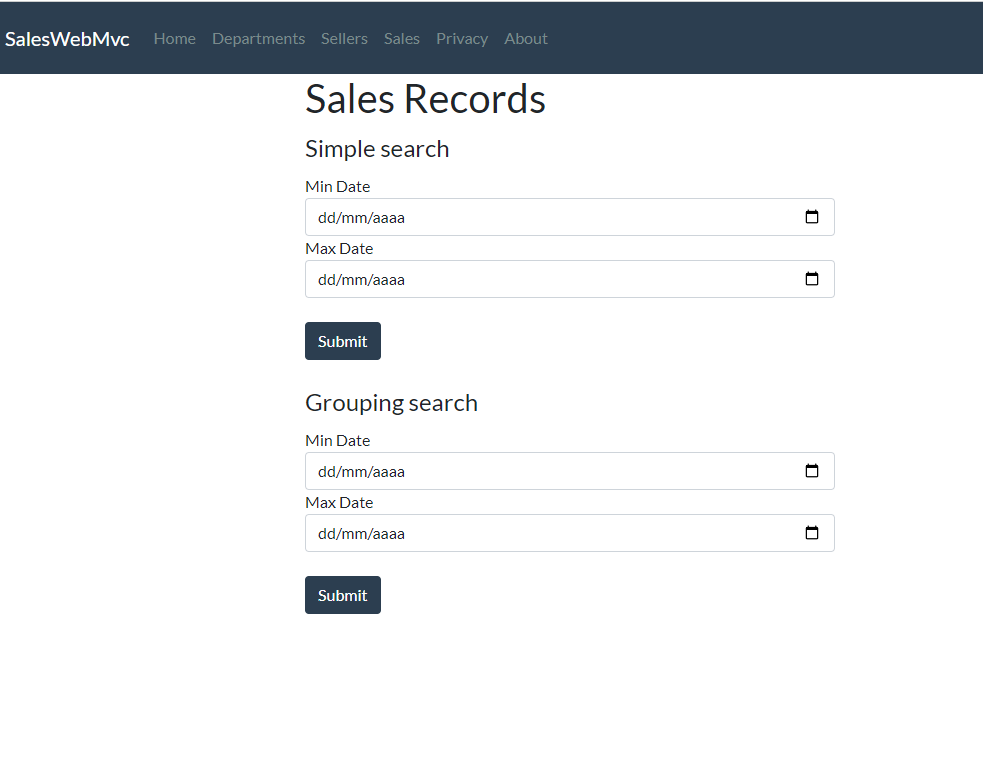 SalesWebMvc Home Departments Sellers Sales Privacy About
Sales Records
Simple search
Min Date
dd/mm/aaaa
Max Date
dd/mm/aaaa
Submit
Grouping search
Min Date
dd/mm/aaaa
Max Date
dd/mm/aaaa
Submit